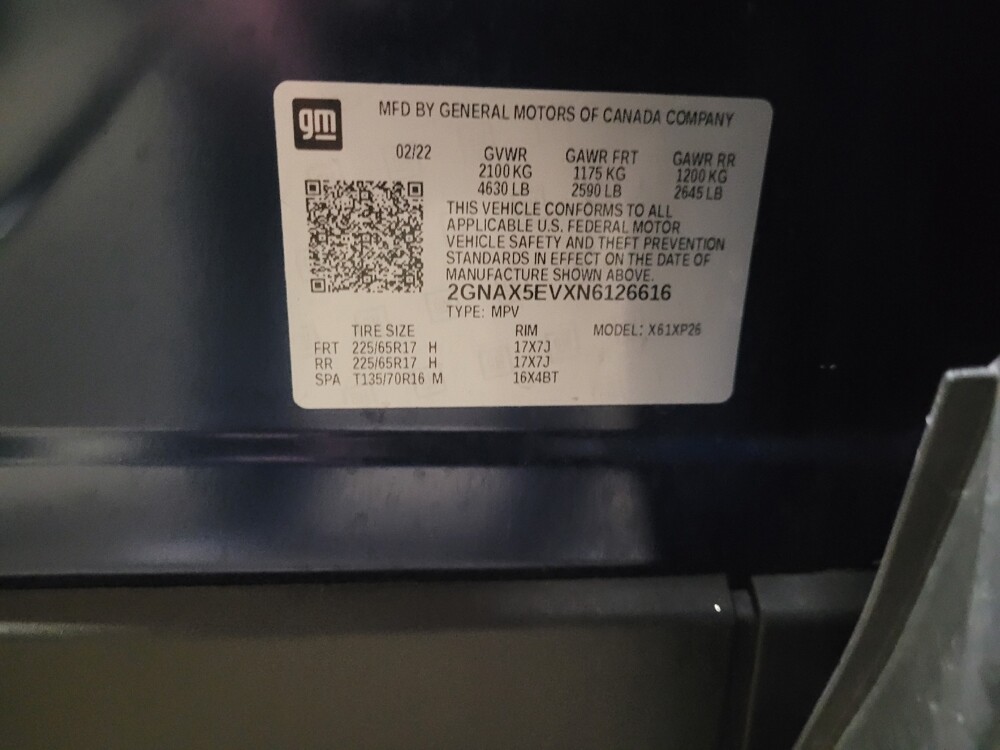 gm
MFD BY GENERAL MOTORS OF CANADA COMPANY
02/22 GVWR GAWR FRT GAWR RR
2100 KG 1175 KG 1200 KG
4630 LB 2590 LB 2645 LB
THIS VEHICLE CONFORMS TO ALL
APPLICABLE U.S. FEDERAL MOTOR
VEHICLE SAFETY AND THEFT PREVENTION
STANDARDS IN EFFECT ON THE DATE OF
MANUFACTURE SHOWN ABOVE.
2GNAX5EVXN6126616
TYPE: MPV
TIRE SIZE RIM MODEL: X61XP26
FRT 225/65R17 H 17X7J
RR 225/65R17 H 17X7J
SPA T135/70R16 M 16X4BT